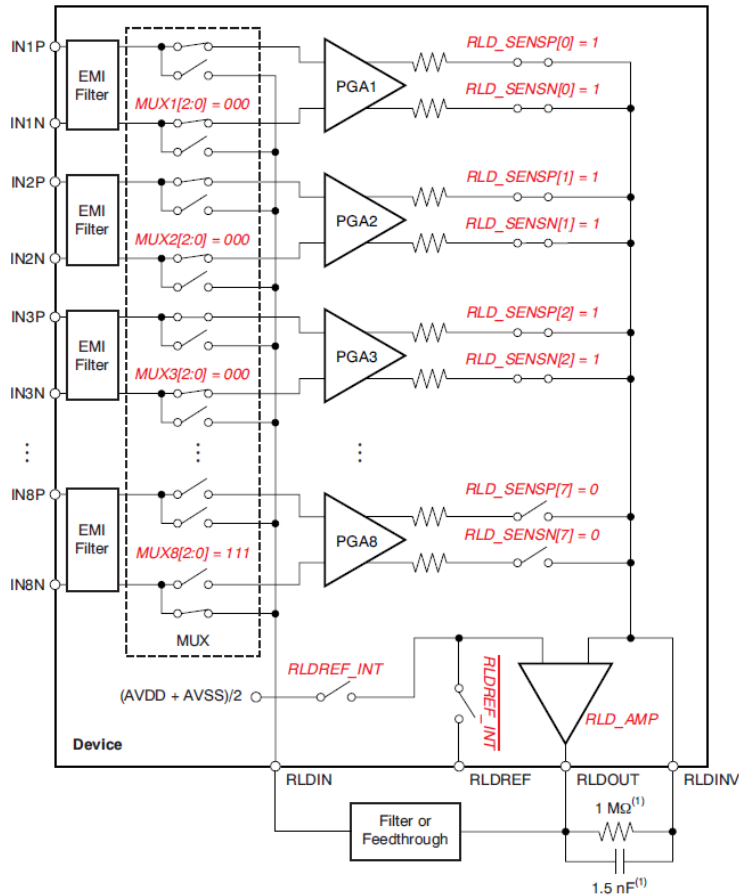 IN1P
EMI
Filter
RLD_SENSP[0] = 1
PGA1
MUX1[2:0] = 000
RLD_SENSN[0] = 1
IN1N
IN2P
EMI
Filter
RLD_SENSP[1] = 1
PGA2
RLD_SENSN[1] = 1
IN2N
MUX2[2:0] = 000
IN3P
EMI
Filter
RLD_SENSP[2] = 1
PGA3
RLD_SENSN[2] = 1
IN3N
MUX3[2:0] = 000
IN8P
EMI
Filter
RLD_SENSP[7] = 0
PGA8
RLD_SENSN[7] = 0
MUX8[2:0] = 111
IN8N
MUX
RLDREF_INT
(AVDD + AVSS)/2
RLDREF_INT
RLD_AMP
Device
RLDIN
RLDREF
RLDOUT
RLDINV
Filter or
Feedthrough
1 MΩ(1)
1.5 nF(1)